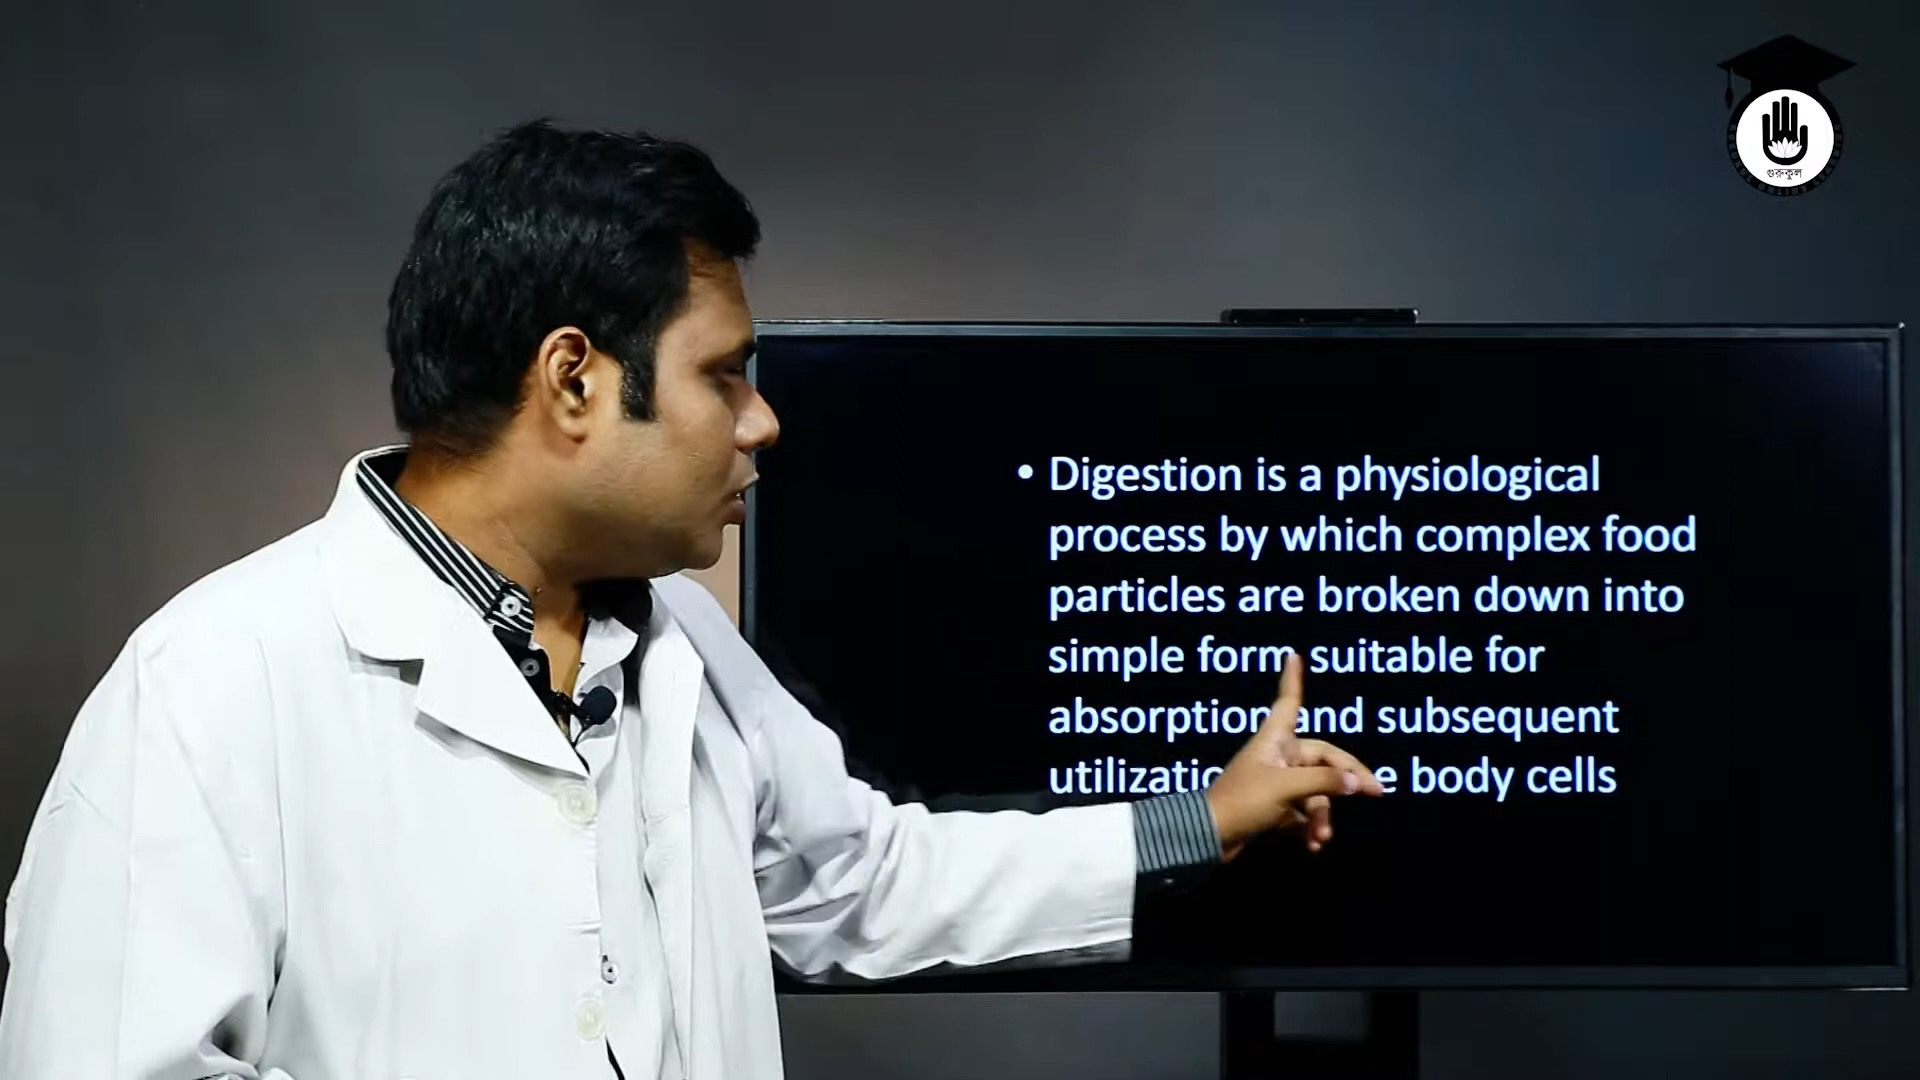 গুরুকুল
• Digestion is a physiological
process by which complex food
particles are broken down into
simple form suitable for
absorption and subsequent
body cells